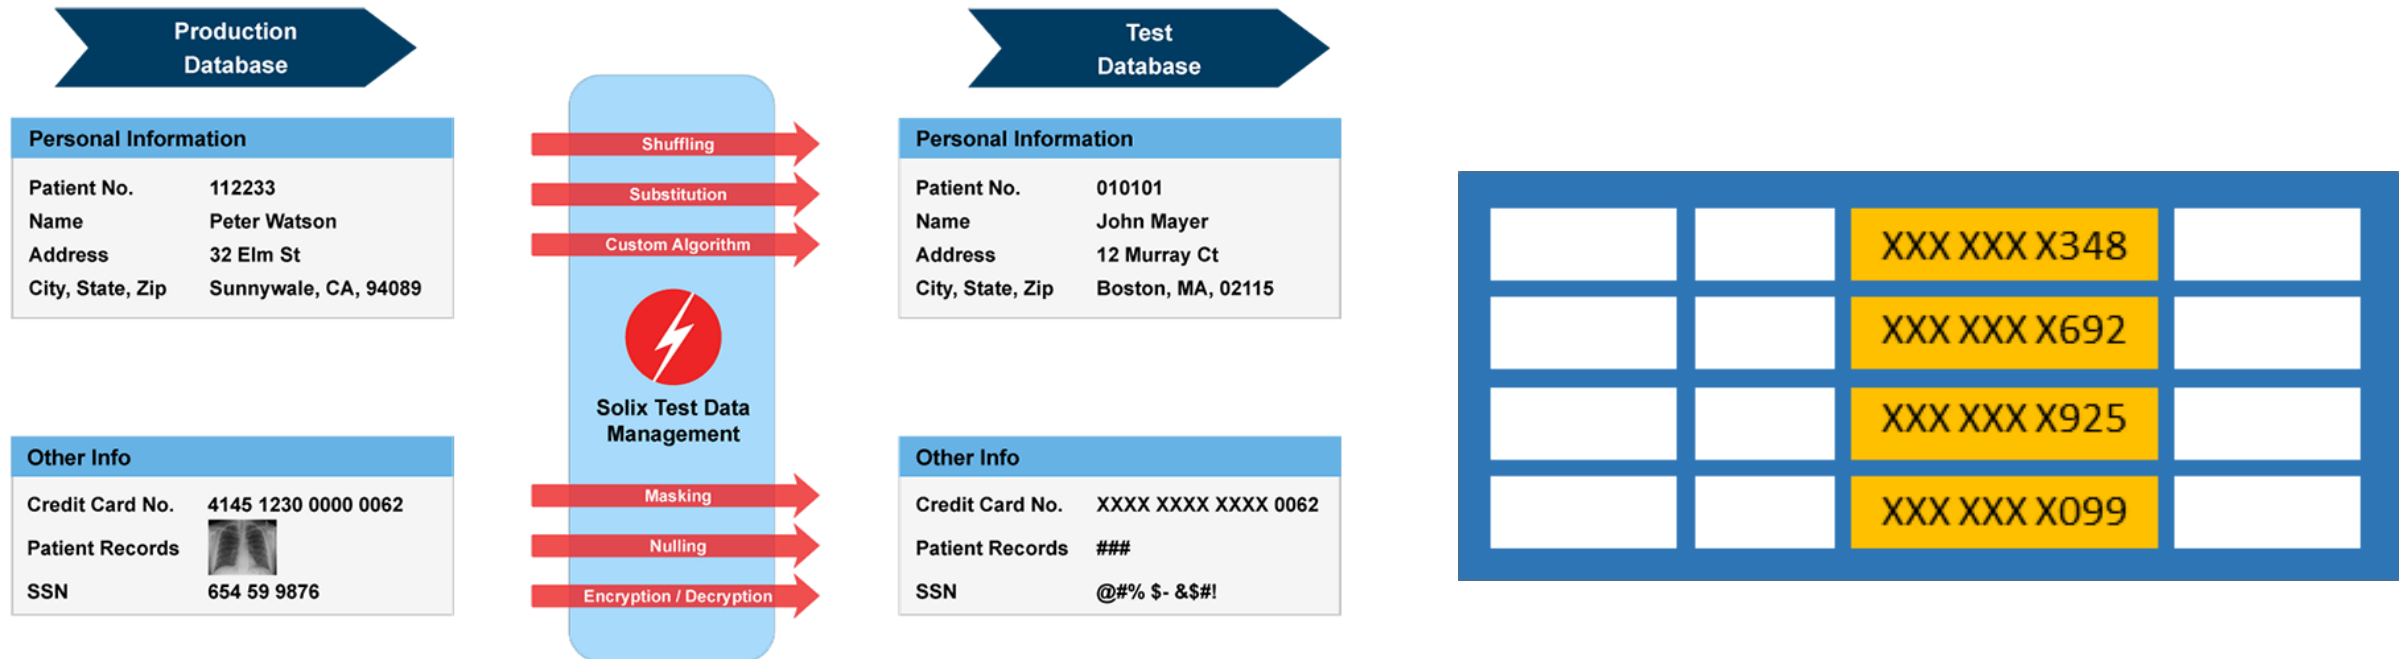 Production
Database
Personal Information
Patient No. 112233
Name Peter Watson
Address 32 Elm St
City, State, Zip Sunnywale, CA, 94089
Other Info
Credit Card No. 4145 1230 0000 0062
Patient Records
SSN 654 59 9876
Shuffling
Substitution
Custom Algorithm
Solix Test Data
Management
Masking
Nulling
Encryption / Decryption
Test
Database
Personal Information
Patient No. 010101
Name John Mayer
Address 12 Murray Ct
City, State, Zip Boston, MA, 02115
Other Info
Credit Card No. XXXX XXXX XXXX 0062
Patient Records ###
SSN @#% $- &$#!
XXX XXX X348
XXX XXX X692
XXX XXX X925
XXX XXX X099